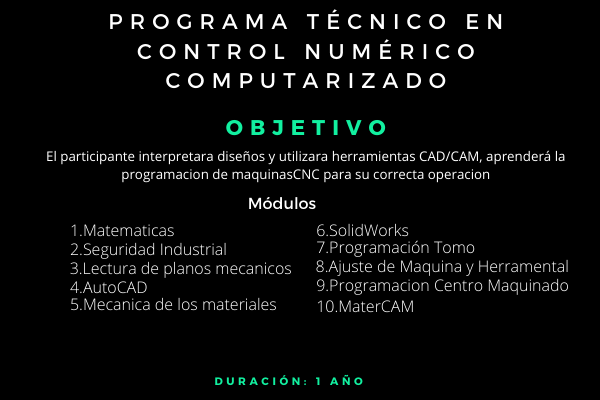 PROGRAMA TÉCNICO EN
CONTROL NUMÉRICO
COMPUTARIZADO
OBJETIVO
El participante interpretara diseños y utilizara herramientas CAD/CAM, aprenderá la
programacion de maquinasCNC para su correcta operacion
Módulos
1.Matematicas
2.Seguridad Industrial
3.Lectura de planos mecanicos
4.AutoCAD
5.Mecanica de los materiales
6.SolidWorks
7.Programación Tomo
8.Ajuste de Maquina y Herramental
9.Programacion Centro Maquinado
10.MaterCAM
DURACIÓN: 1 AÑO